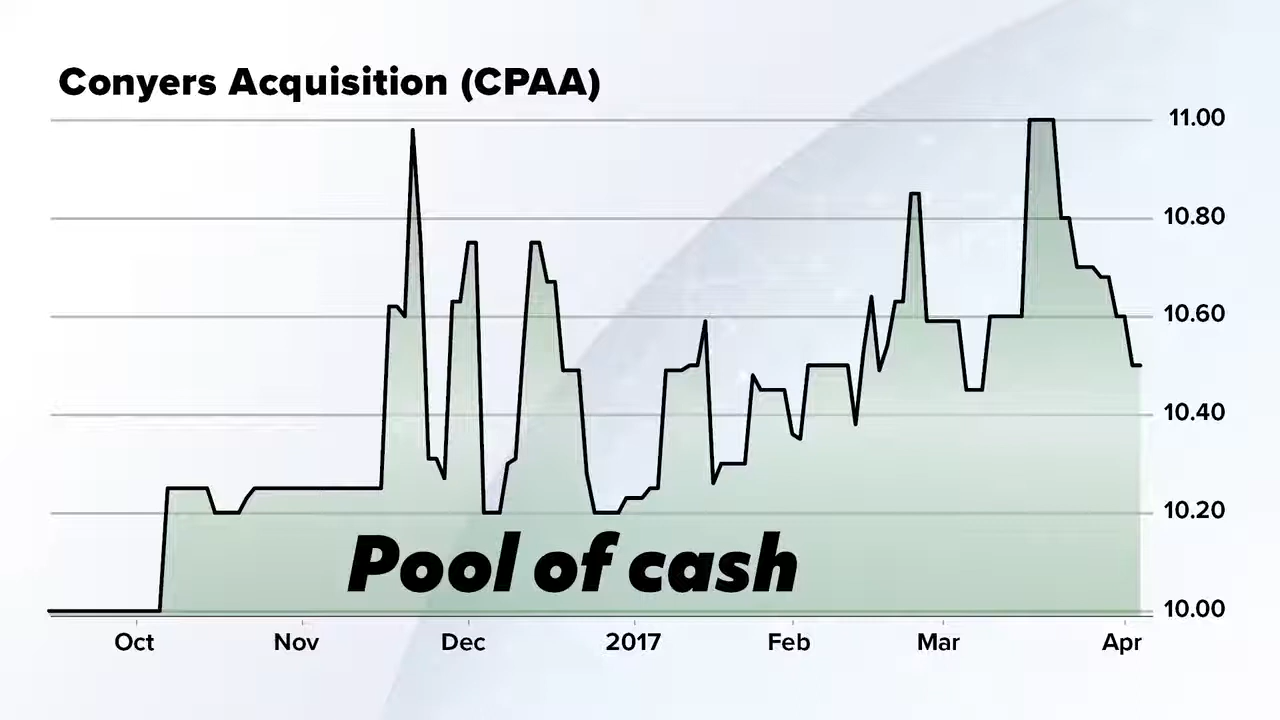 Conyers Acquisition (CPAA)
11.00
10.80
10.60
10.40
10.20
Pool of cash
10.00
Oct Nov Dec 2017 Feb Mar Apr